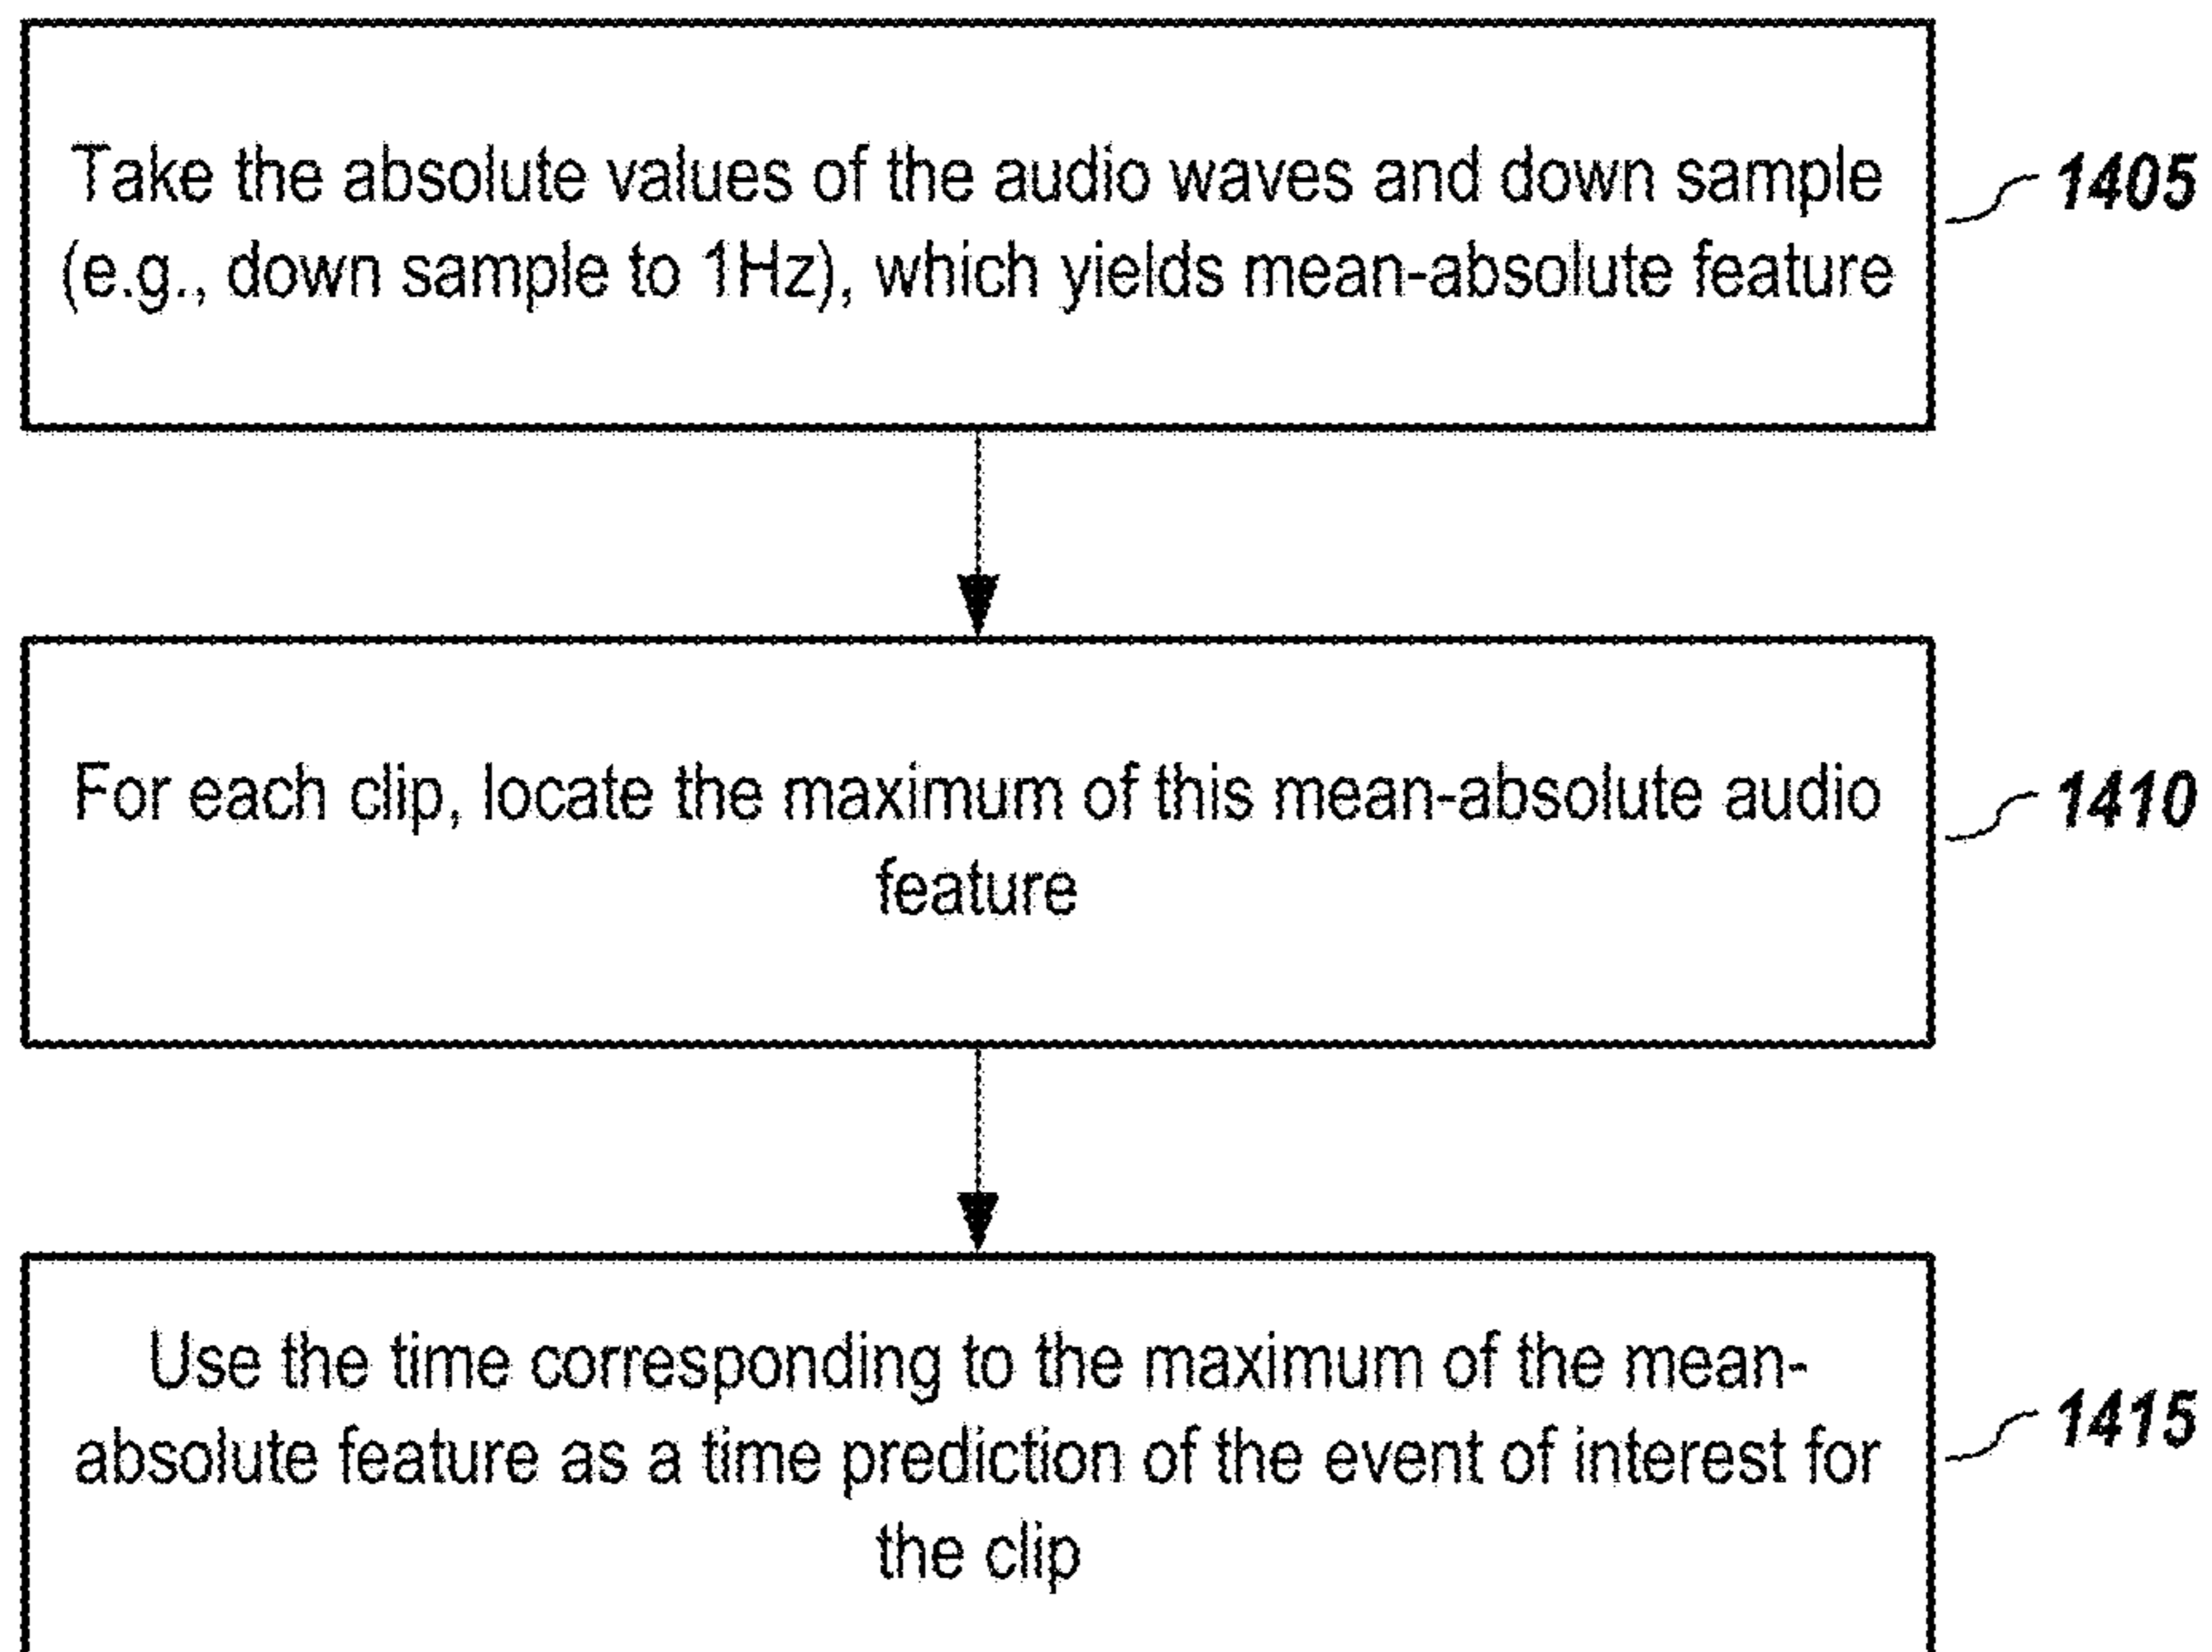 Take the absolute values of the audio waves and down sample
(e.g., down sample to 1Hz), which yields mean-absolute feature
1405
For each clip, locate the maximum of this mean-absolute audio
feature
1410
Use the time corresponding to the maximum of the mean-
absolute feature as a time prediction of the event of interest for
the clip
1415